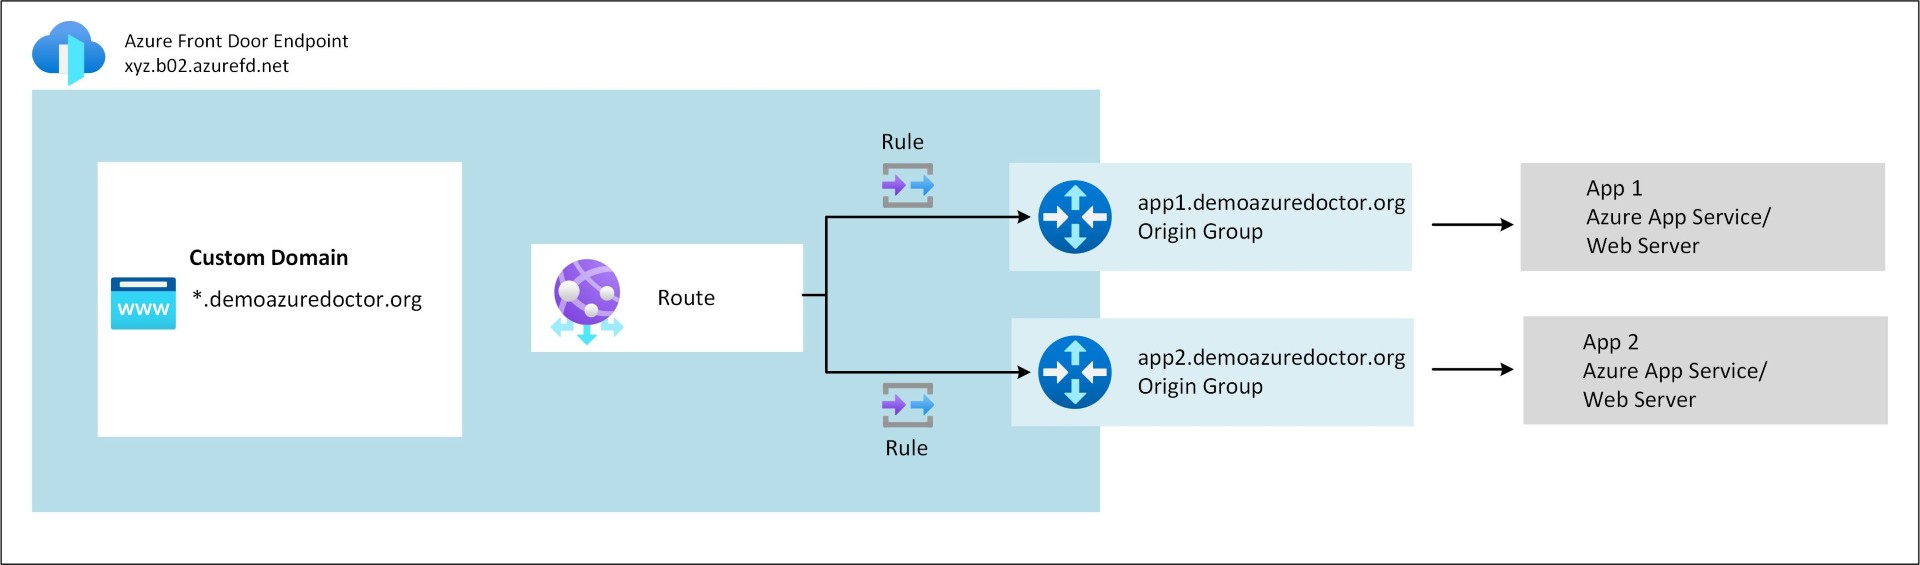 Azure Front Door Endpoint
xyz.b02.azurefd.net
Custom Domain
*.demoazuredoctor.org
www
Route
Rule
Rule
app1.demoazuredoctor.org
Origin Group
app2.demoazuredoctor.org
Origin Group
App 1
Azure App Service/
Web Server
App 2
Azure App Service/
Web Server